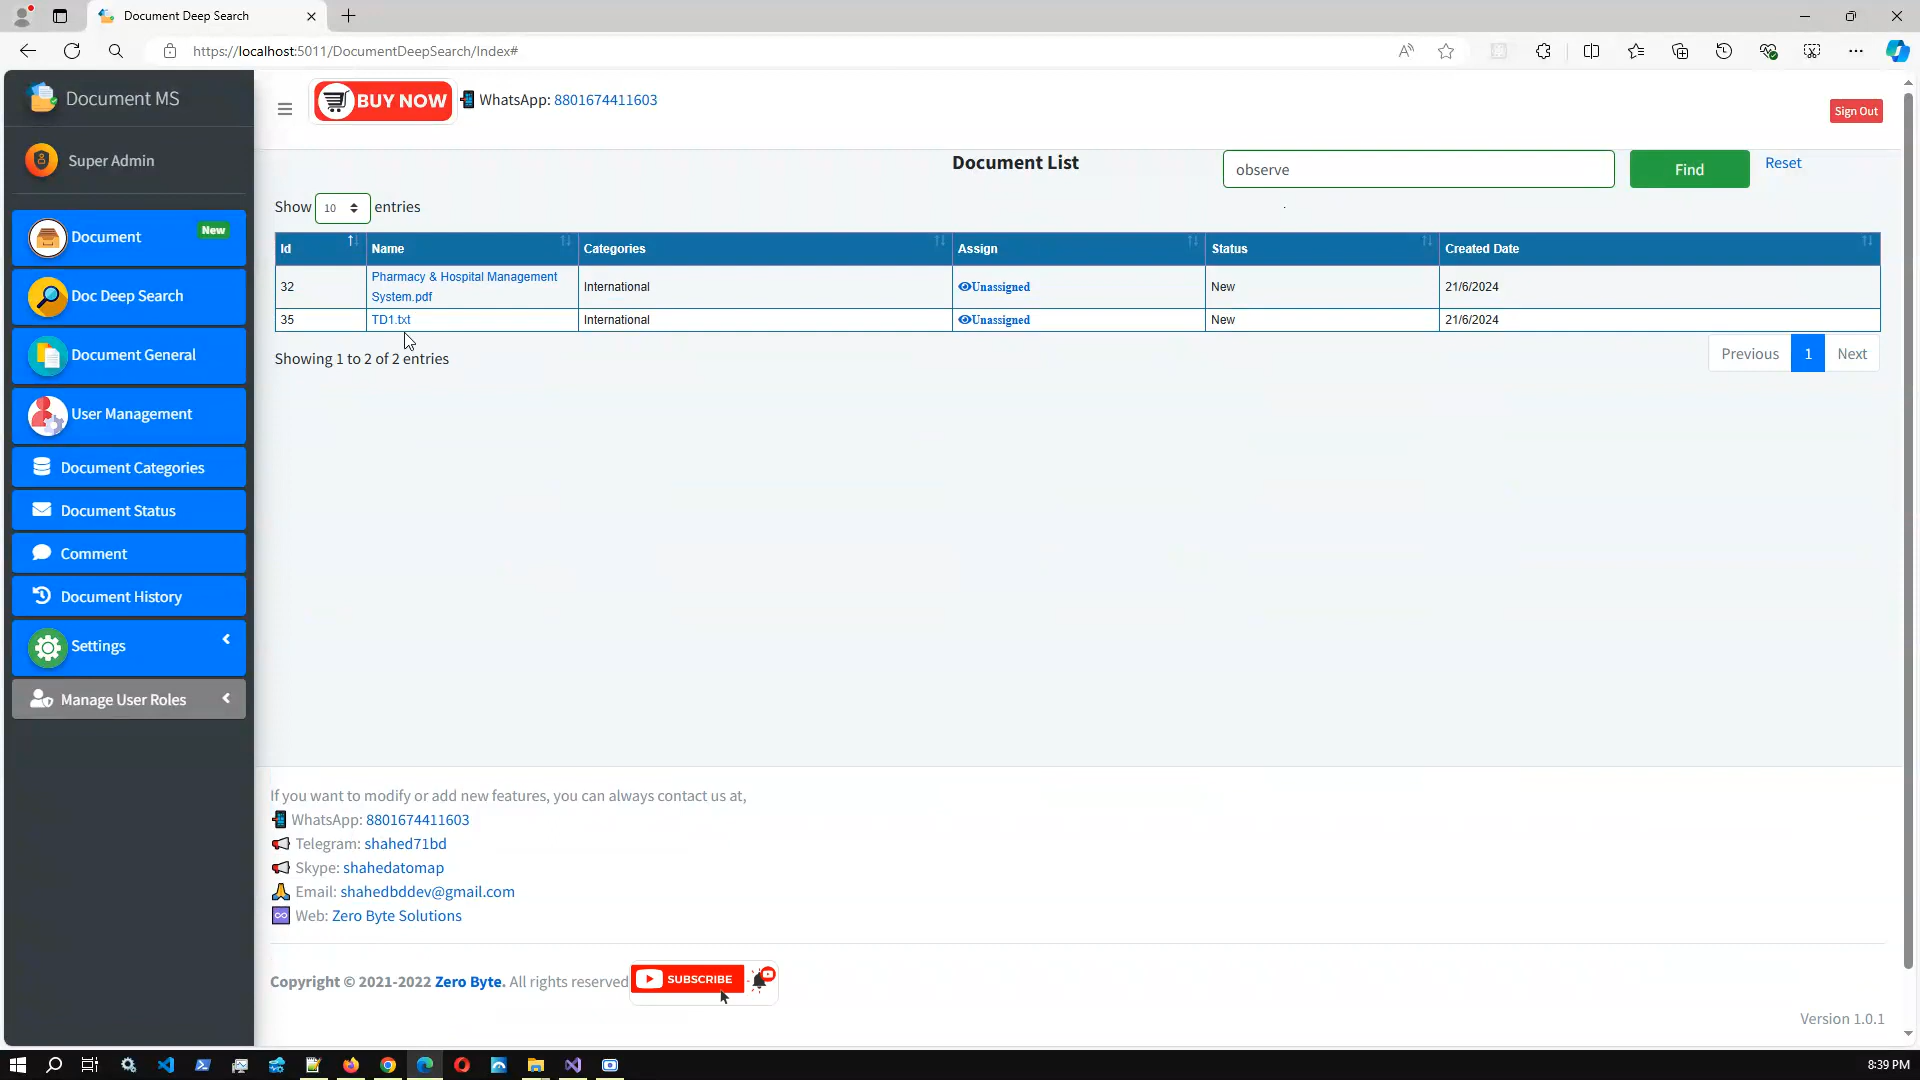 Document Deep Search
https://localhost:5011/DocumentDeepSearch/Index#
Document MS
Super Admin
Document
New
Doc Deep Search
Document General
User Management
Document Categories
Document Status
Comment
Document History
Settings
Manage User Roles
BUY NOW
WhatsApp: 8801674411603
Sign Out
Document List
observe
Find
Reset
Show 10 entries
Id Name Categories Assign Status Created Date
32 Pharmacy & Hospital Management System.pdf International Unassigned New 21/6/2024
35 TD1.txt International Unassigned New 21/6/2024
Showing 1 to 2 of 2 entries
Previous 1 Next
If you want to modify or add new features, you can always contact us at,
WhatsApp: 8801674411603
Telegram: shahed71bd
Skype: shahedatomap
Email: shahedbddev@gmail.com
Web: Zero Byte Solutions
Copyright © 2021-2022 Zero Byte. All rights reserved
SUBSCRIBE
Version 1.0.1
8:39 PM